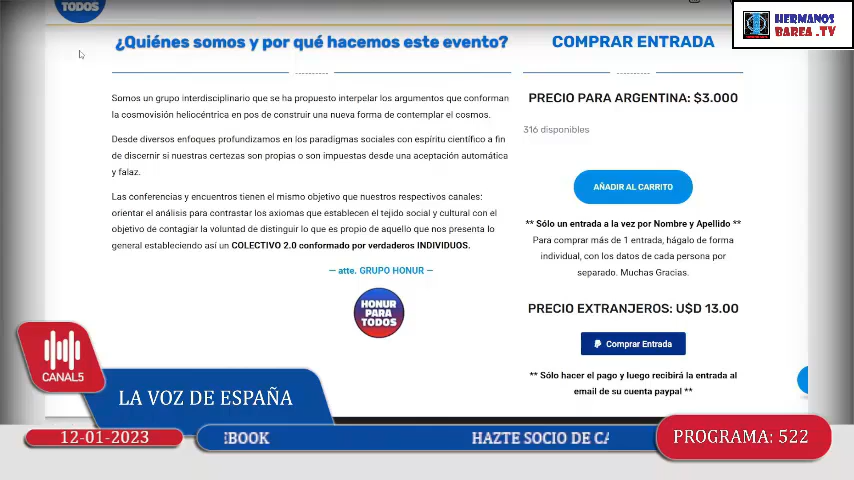 TODOS
HERMANOS
BAREA .TV
¿Quiénes somos y por qué hacemos este evento?
COMPRAR ENTRADA
Somos un grupo interdisciplinario que se ha propuesto interpelar los argumentos que conforman
la cosmovisión heliocéntrica en pos de construir una nueva forma de contemplar el cosmos.
Desde diversos enfoques profundizamos en los paradigmas sociales con espíritu científico a fin
de discernir si nuestras certezas son propias o son impuestas desde una aceptación automática
y falaz.
Las conferencias y encuentros tienen el mismo objetivo que nuestros respectivos canales:
orientar el análisis para contrastar los axiomas que establecen el tejido social y cultural con el
objetivo de contagiar la voluntad de distinguir lo que es propio de aquello que nos presenta lo
general estableciendo así un COLECTIVO 2.0 conformado por verdaderos INDIVIDUOS.
— atte. GRUPO HONUR —
HONUR
PARA
TODOS
PRECIO PARA ARGENTINA: $3.000
316 disponibles
AÑADIR AL CARRITO
** Sólo un entrada a la vez por Nombre y Apellido **
Para comprar más de 1 entrada, hágalo de forma
individual, con los datos de cada persona por
separado. Muchas Gracias.
PRECIO EXTRANJEROS: U$D 13.00
Comprar Entrada
** Sólo hacer el pago y luego recibirá la entrada al
email de su cuenta paypal **
CANAL5
LA VOZ DE ESPAÑA
12-01-2023
EBOOK
HAZTE SOCIO DE CA
PROGRAMA: 522